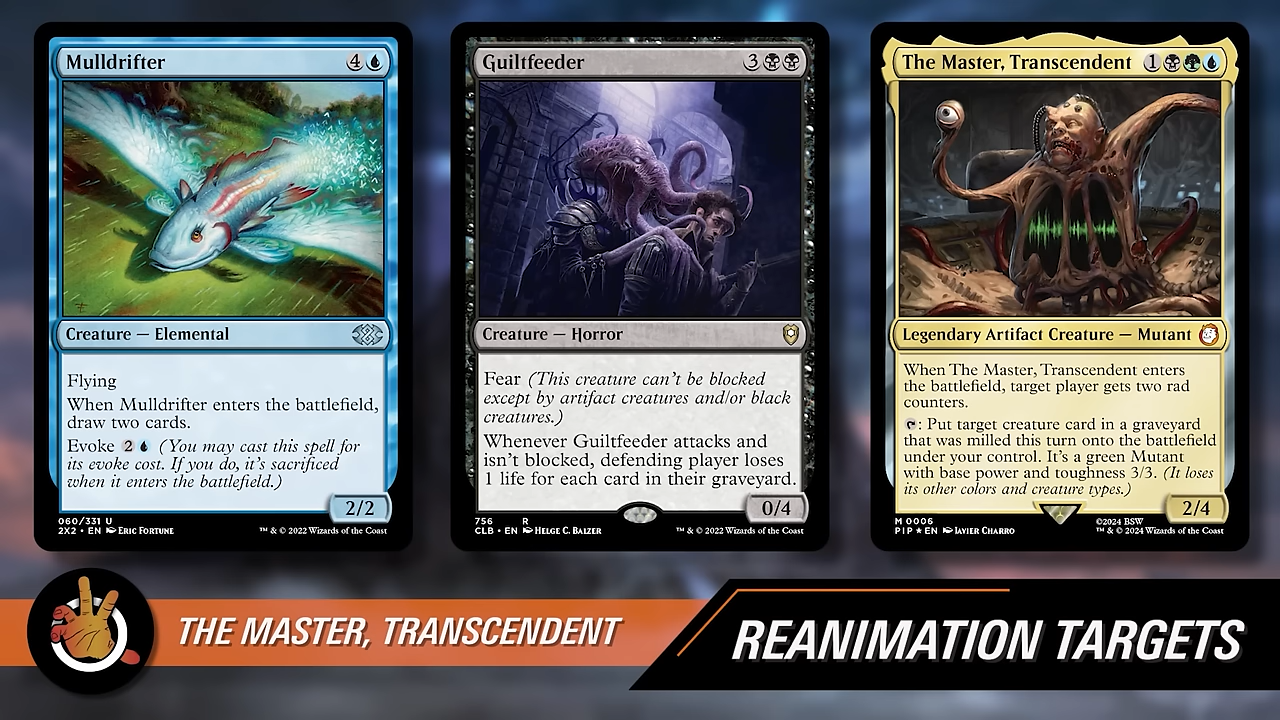 Mulldrifter 4
Creature — Elemental
Flying
When Mulldrifter enters the battlefield,
draw two cards.
Evoke 2 (You may cast this spell for
its evoke cost. If you do, it's sacrificed
when it enters the battlefield.)
2/2
060/331 U
2X2 • EN ERIC FORTUNE
™ & © 2022 Wizards of the Coast
Guiltfeeder 3
Creature — Horror
Fear (This creature can't be blocked
except by artifact creatures and/or black
creatures.)
Whenever Guiltfeeder attacks and
isn't blocked, defending player loses
1 life for each card in their graveyard.
0/4
756 R
CLB • EN HELGE C. BALZER
™ & © 2022 Wizards of the Coast
The Master, Transcendent 1
Legendary Artifact Creature — Mutant
When The Master, Transcendent enters
the battlefield, target player gets two rad
counters.
: Put target creature card in a graveyard
that was milled this turn onto the battlefield
under your control. It's a green Mutant
with base power and toughness 3/3. (It loses
its other colors and creature types.)
2/4
M 0006
PIP ★ EN JAVIER CHARRO
©2024 BSW
™ & © 2024 Wizards of the Coast
THE MASTER, TRANSCENDENT
REANIMATION TARGETS